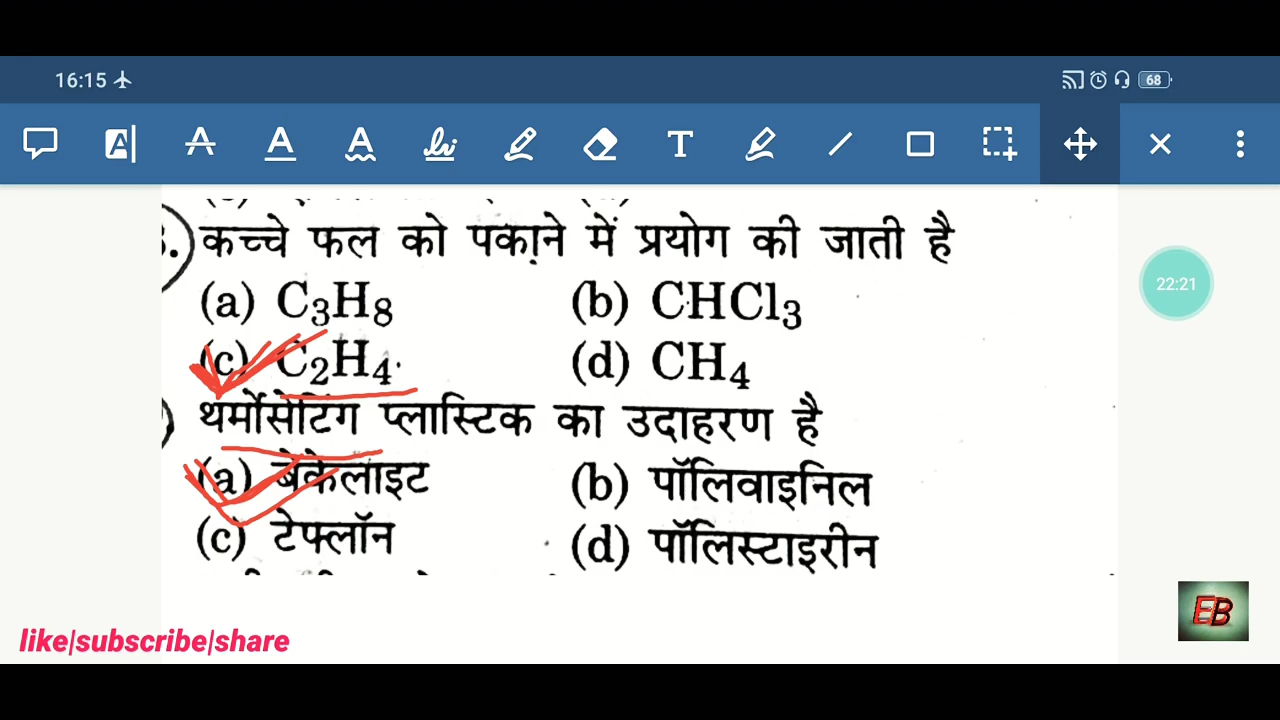 16:15
68
कच्चे फल को पकाने में प्रयोग की जाती है
22:21
(a) C₃H₈ (b) CHCl₃
(c) C₂H₄ (d) CH₄
थर्मोसेटिंग प्लास्टिक का उदाहरण है
(a) बेकेलाइट (b) पॉलिवाइनिल
(c) टेफ्लॉन (d) पॉलिस्टाइरीन
EB
like|subscribe|share